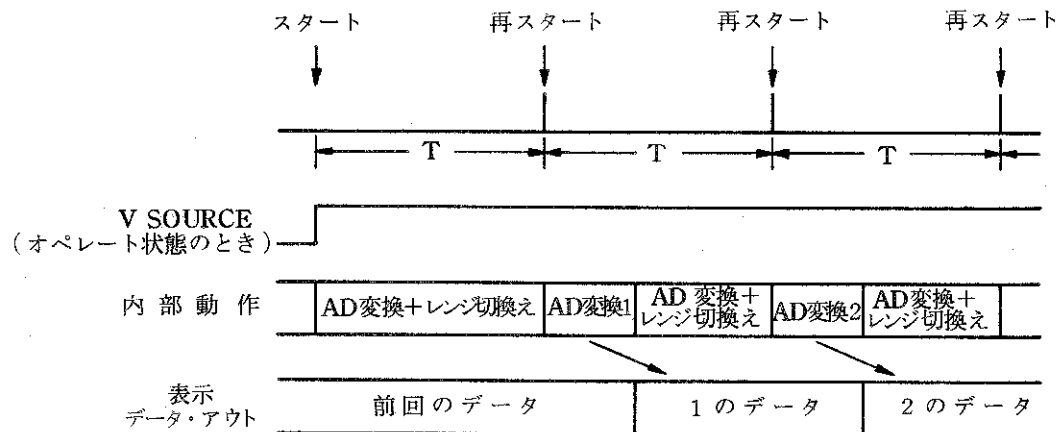 スタート 再スタート 再スタート 再スタート
T T T
V SOURCE
(オペレート状態のとき)
内部動作
AD変換+レンジ切換え
AD変換1
AD変換+
レンジ切換え
AD変換2
AD変換+
レンジ切換え
表示
データ・アウト
前回のデータ
1のデータ
2のデータ